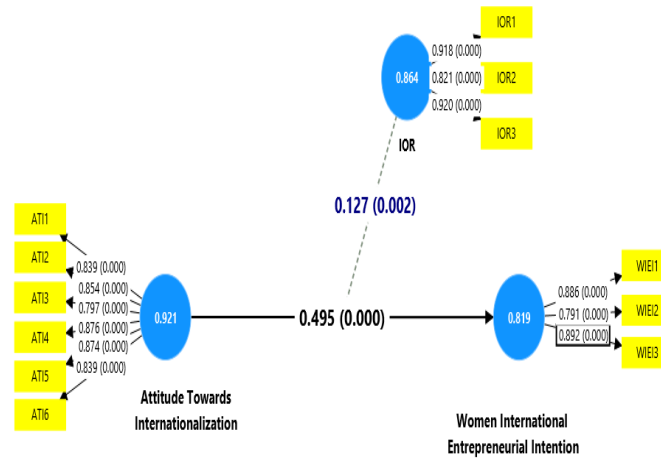 IOR1
0.918 (0.000)
0.864
0.821 (0.000)
IOR2
0.920 (0.000)
IOR3
IOR
0.127 (0.002)
ATI1
ATI2
ATI3
ATI4
ATI5
ATI6
0.839 (0.000)
0.854 (0.000)
0.797 (0.000)
0.876 (0.000)
0.874 (0.000)
0.839 (0.000)
0.921
Attitude Towards
Internationalization
0.495 (0.000)
0.819
Women International
Entrepreneurial Intention
0.886 (0.000)
0.791 (0.000)
0.892 (0.000)
WIEI1
WIEI2
WIEI3